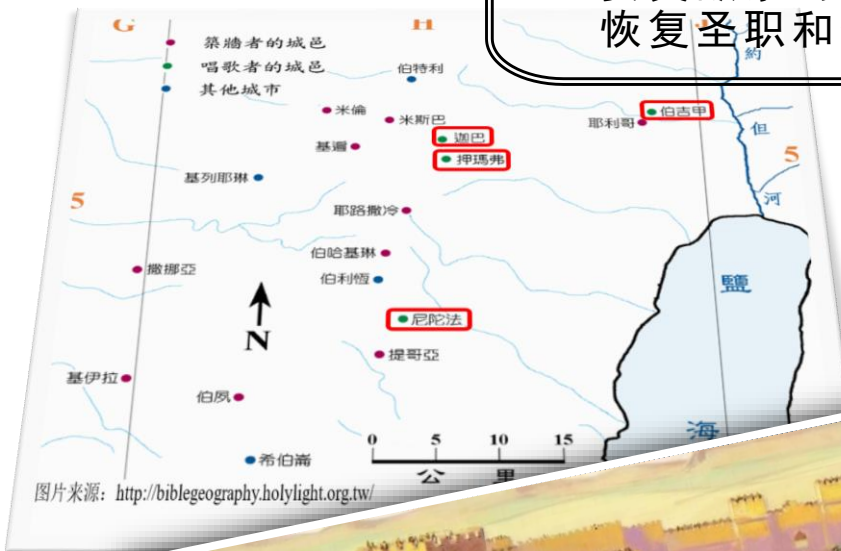 恢复圣职和
G
H
築牆者的城邑
唱歌者的城邑
其他城市
約
但
河
5
5
伯特利
米倫
米斯巴
耶利哥
伯吉甲
迦巴
基遍
押瑪弗
基列耶琳
耶路撒冷
伯哈基琳
撒挪亞
伯利恆
鹽
海
N
尼陀法
提哥亞
基伊拉
伯夙
希伯崙
0 5 10 15
公 里
图片来源：http://biblegeography.holylight.org.tw/